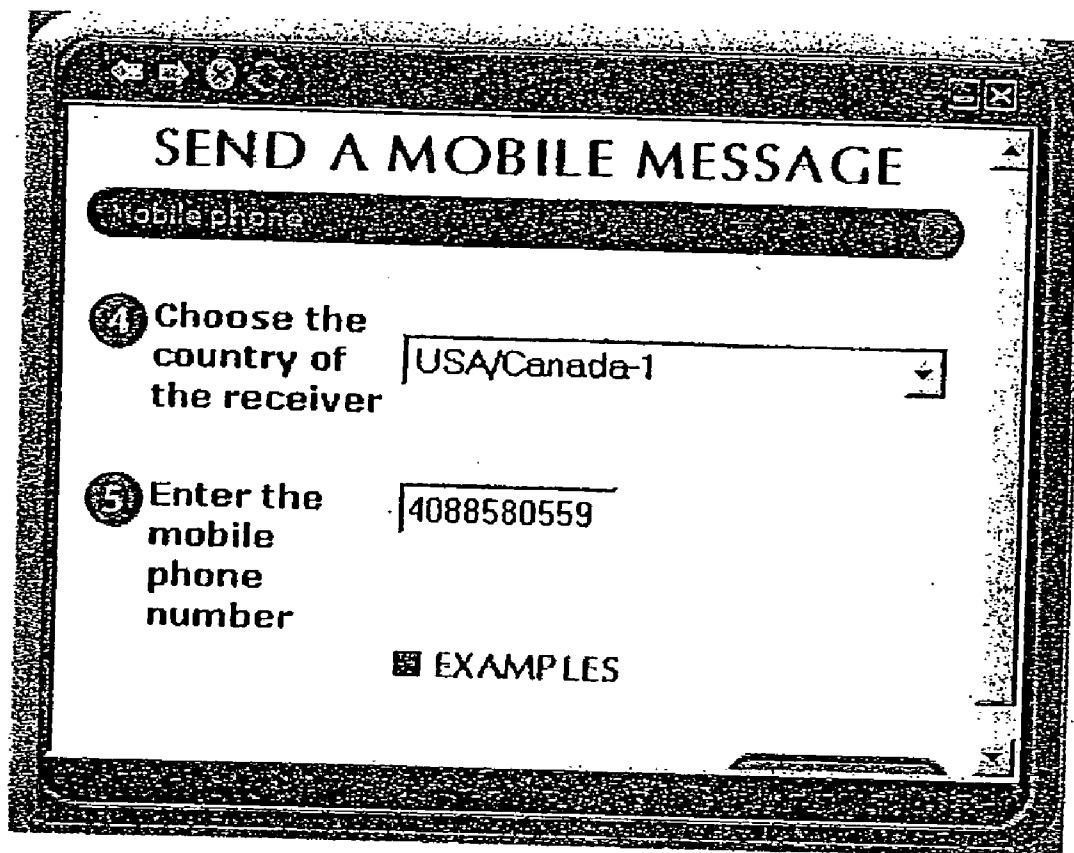 SEND A MOBILE MESSAGE
mobile phone
4 Choose the
country of
the receiver
USA/Canada-1
5 Enter the
mobile
phone
number
4088580559
EXAMPLES